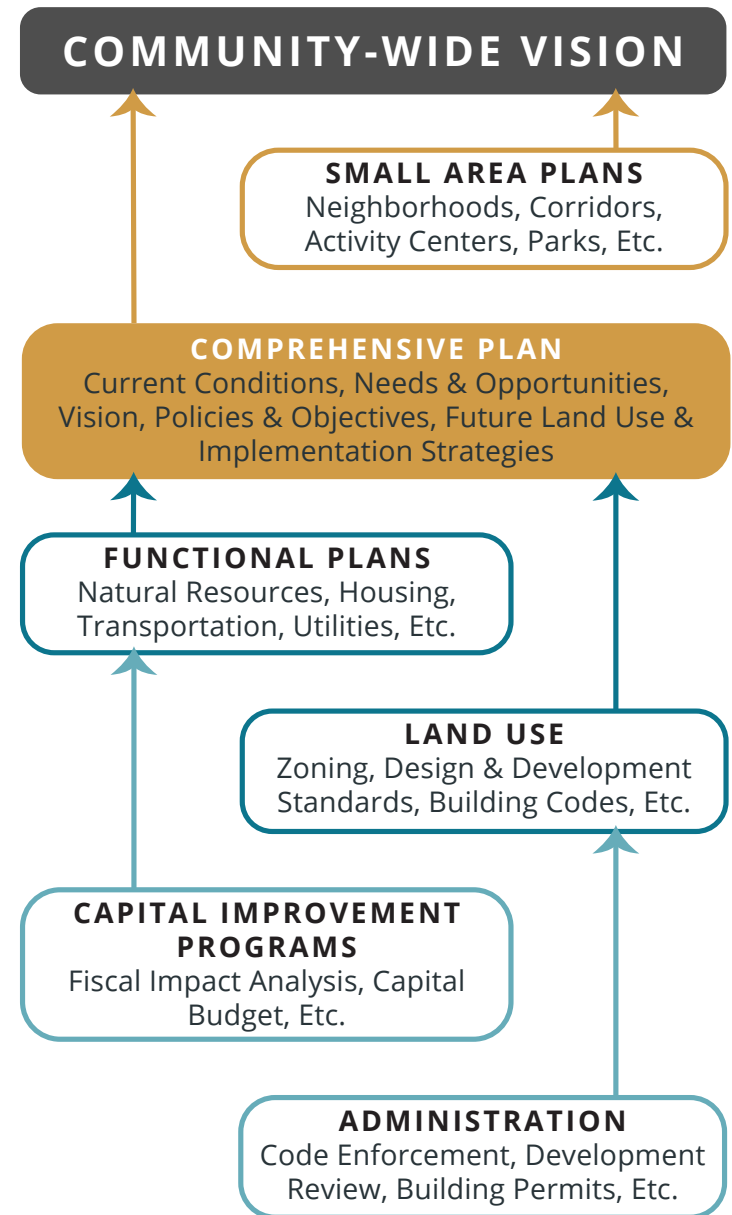 COMMUNITY-WIDE VISION
SMALL AREA PLANS
Neighborhoods, Corridors,
Activity Centers, Parks, Etc.
COMPREHENSIVE PLAN
Current Conditions, Needs & Opportunities,
Vision, Policies & Objectives, Future Land Use &
Implementation Strategies
FUNCTIONAL PLANS
Natural Resources, Housing,
Transportation, Utilities, Etc.
LAND USE
Zoning, Design & Development
Standards, Building Codes, Etc.
CAPITAL IMPROVEMENT
PROGRAMS
Fiscal Impact Analysis, Capital
Budget, Etc.
ADMINISTRATION
Code Enforcement, Development
Review, Building Permits, Etc.